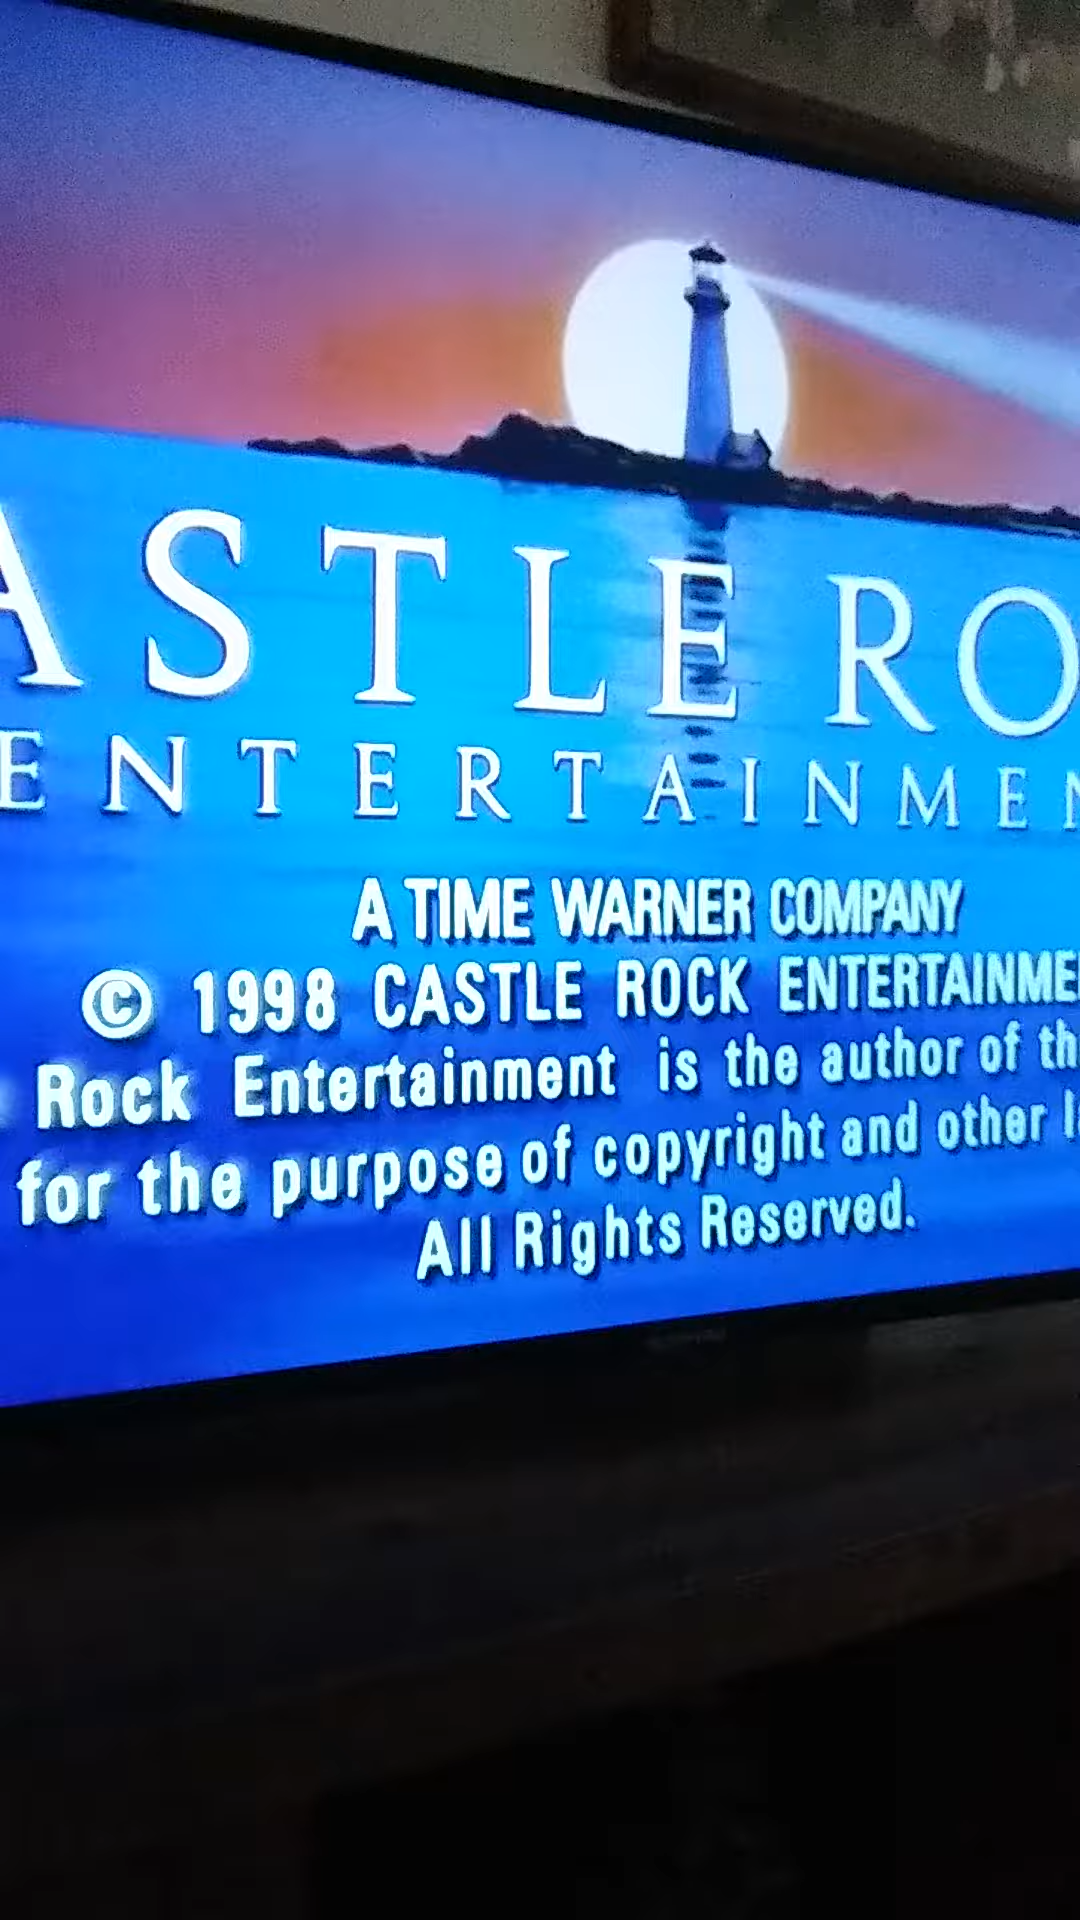 ASTLE RO
ENTERTAINMEN
A TIME WARNER COMPANY
© 1998 CASTLE ROCK ENTERTAINME
Rock Entertainment is the author of th
for the purpose of copyright and other l
All Rights Reserved.